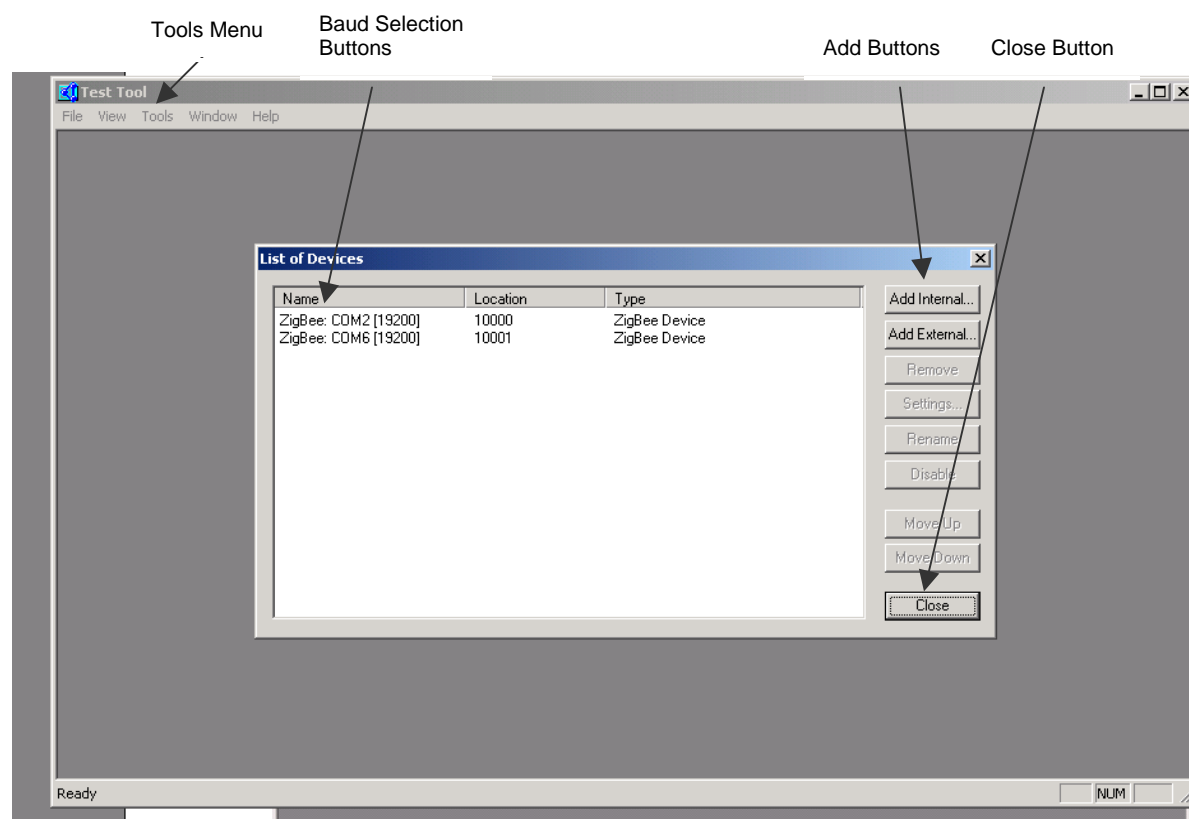 Tools Menu
Baud Selection
Buttons
Add Buttons
Close Button
Test Tool
File View Tools Window Help
List of Devices
Name Location Type
ZigBee: COM2 [19200] 10000 ZigBee Device
ZigBee: COM6 [19200] 10001 ZigBee Device
Add Internal...
Add External...
Remove
Settings...
Rename
Disable
Move Up
Move Down
Close
Ready
NUM